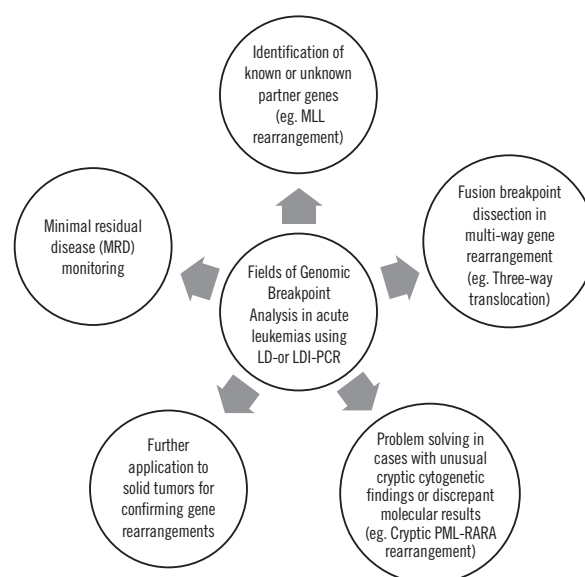 Identification of
known or unknown
partner genes
(eg. MLL
rearrangement)
Minimal residual
disease (MRD)
monitoring
Fusion breakpoint
dissection in
multi-way gene
rearrangement
(eg. Three-way
translocation)
Fields of Genomic
Breakpoint
Analysis in acute
leukemias using
LD-or LDI-PCR
Further
application to
solid tumors for
confirming gene
rearrangements
Problem solving in
cases with unusual
cryptic cytogenetic
findings or discrepant
molecular results
(eg. Cryptic PML-RARA
rearrangement)